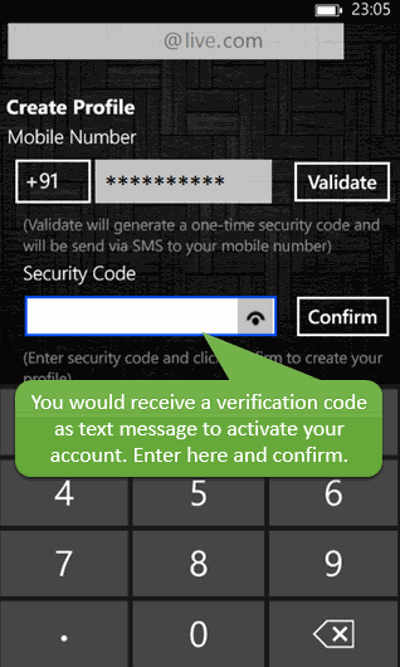 23:05
@live.com
Create Profile
Mobile Number
+91 ********** Validate
(Validate will generate a one-time security code and
will be send via SMS to your mobile number)
Security Code
Confirm
(Enter security code and click Confirm to create your
profile)
You would receive a verification code
as text message to activate your
account. Enter here and confirm.
4 5 6
7 8 9
. 0